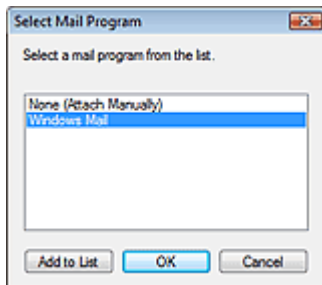 Select Mail Program
Select a mail program from the list.
None (Attach Manually)
Windows Mail
Add to List
OK
Cancel